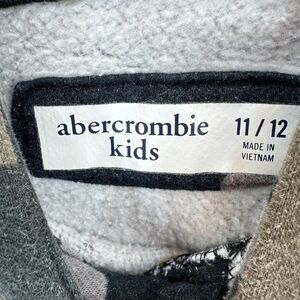 abercrombie
kids
11 / 12
MADE IN
VIETNAM